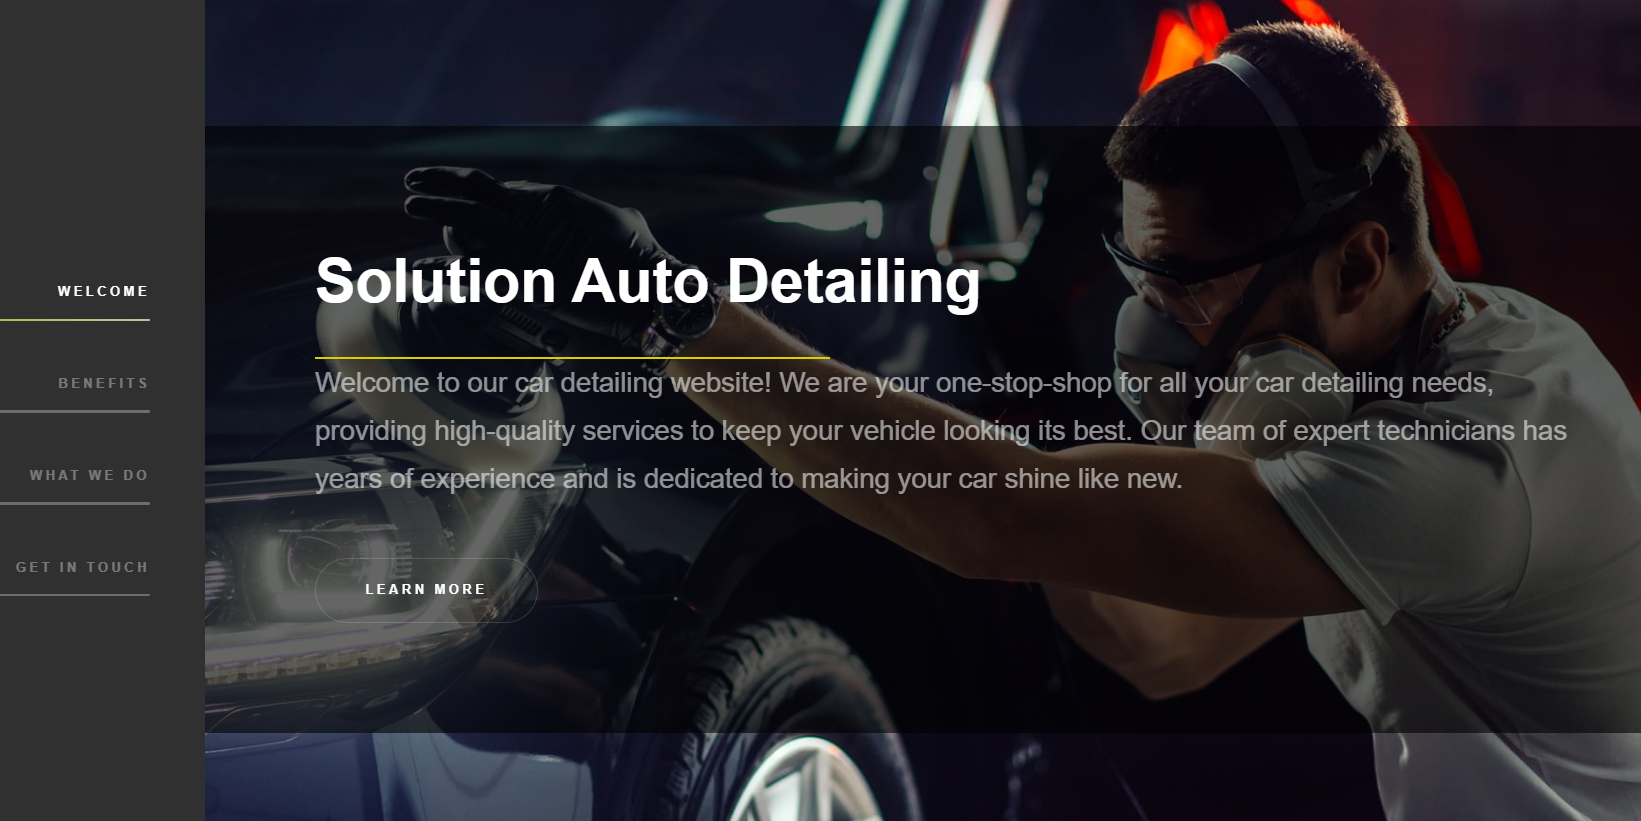 WELCOME
BENEFITS
WHAT WE DO
GET IN TOUCH
Solution Auto Detailing
Welcome to our car detailing website! We are your one-stop-shop for all your car detailing needs,
providing high-quality services to keep your vehicle looking its best. Our team of expert technicians has
years of experience and is dedicated to making your car shine like new.
LEARN MORE